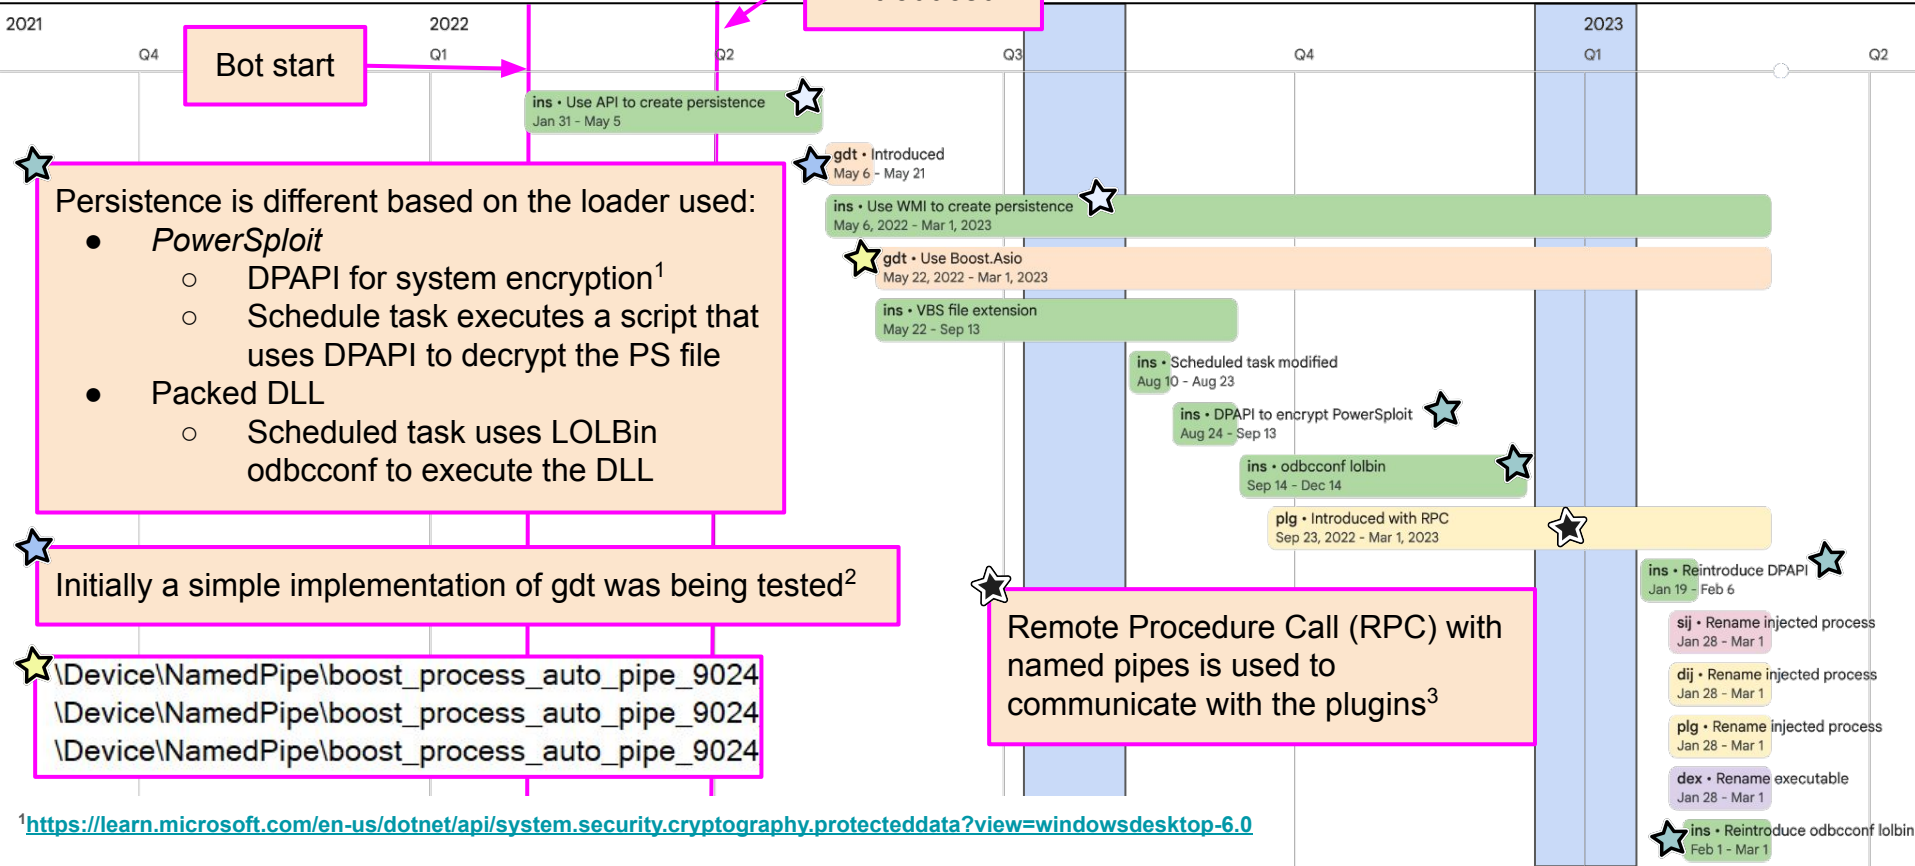 2021
2022
2023
Q4
Q1
Q2
Q3
Q4
Q1
Q2
Bot start
ins • Use API to create persistence
Jan 31 - May 5
gdt • Introduced
May 6 - May 21
ins • Use WMI to create persistence
May 6, 2022 - Mar 1, 2023
gdt • Use Boost.Asio
May 22, 2022 - Mar 1, 2023
ins • VBS file extension
May 22 - Sep 13
ins • Scheduled task modified
Aug 10 - Aug 23
ins • DPAPI to encrypt PowerSploit
Aug 24 - Sep 13
ins • odbcconf lolbin
Sep 14 - Dec 14
plg • Introduced with RPC
Sep 23, 2022 - Mar 1, 2023
ins • Reintroduce DPAPI
Jan 19 - Feb 6
sij • Rename injected process
Jan 28 - Mar 1
dij • Rename injected process
Jan 28 - Mar 1
plg • Rename injected process
Jan 28 - Mar 1
dex • Rename executable
Jan 28 - Mar 1
ins • Reintroduce odbcconf lolbin
Feb 1 - Mar 1
Persistence is different based on the loader used:
● PowerSploit
○ DPAPI for system encryption¹
○ Schedule task executes a script that
uses DPAPI to decrypt the PS file
● Packed DLL
○ Scheduled task uses LOLBin
odbcconf to execute the DLL
Initially a simple implementation of gdt was being tested²
\Device\NamedPipe\boost_process_auto_pipe_9024
\Device\NamedPipe\boost_process_auto_pipe_9024
\Device\NamedPipe\boost_process_auto_pipe_9024
Remote Procedure Call (RPC) with
named pipes is used to
communicate with the plugins³
¹https://learn.microsoft.com/en-us/dotnet/api/system.security.cryptography.protecteddata?view=windowsdesktop-6.0